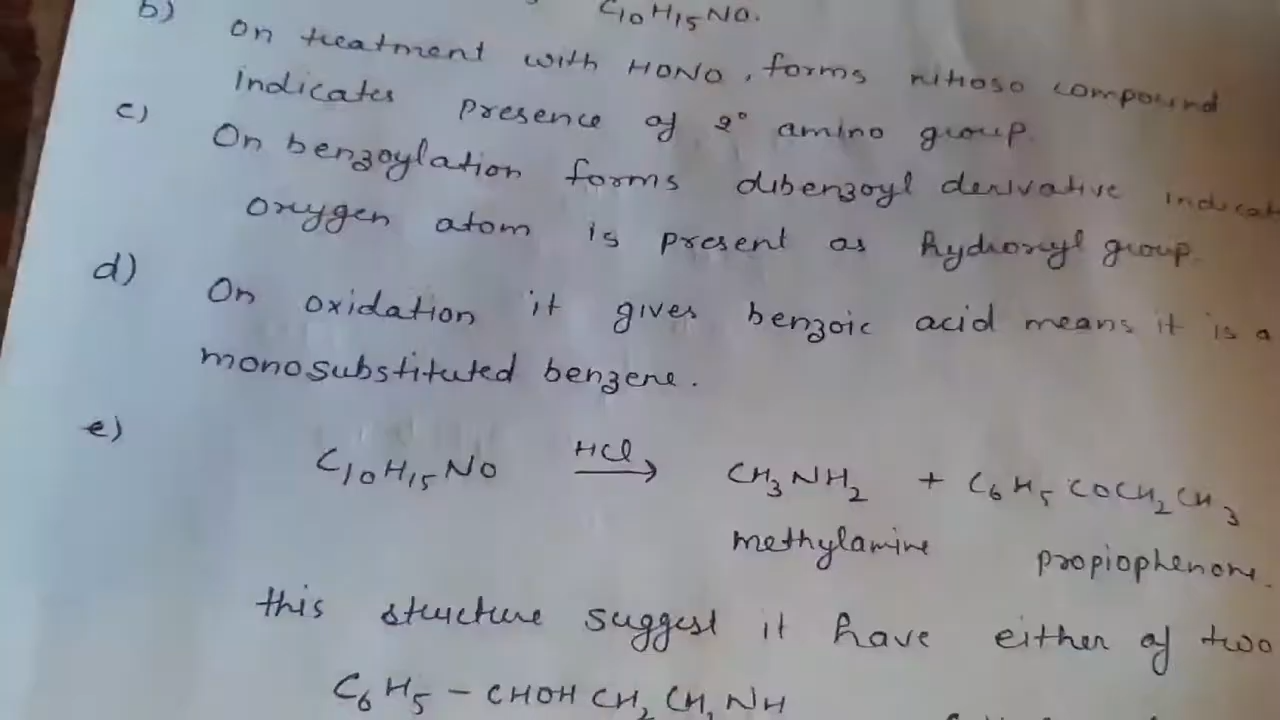 C10H15NO.
b) On treatment with HONO, forms nitroso compound
indicates presence of 2° amino group.
c) On benzoylation forms dibenzoyl derivative
oxygen atom is present as hydroxyl group.
d) On oxidation it gives benzoic acid means it is a
monosubstituted benzene.
e) C10H15NO HCl → CH3NH2 + C6H5COCH2CH3
methylamine propiophenone.
this structure suggest it have either of two
C6H5 - CHOHCH2CH2NH